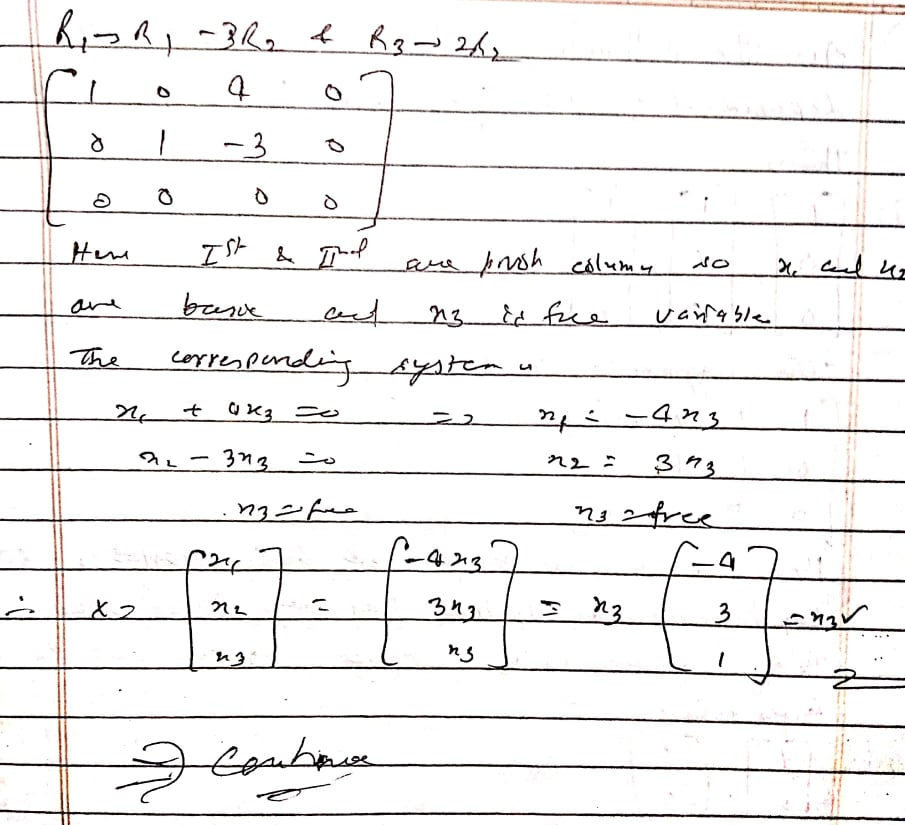 R₁→R₁ -3R₂ & R₃→2R₂
1 0 4 0
0 1 -3 0
0 0 0 0
Here Ist & IInd are pivot column so x₁ and x₂
are basic and x₃ is free variable
The corresponding system is
x₁ + 4x₃ =0 => x₁ = -4x₃
x₂ - 3x₃ =0 x₂ = 3x₃
x₃ = free x₃ = free
∴ x = [x₁ x₂ x₃] = [-4x₃ 3x₃ x₃] = x₃ [-4 3 1] = x₃v
⇒ Continue